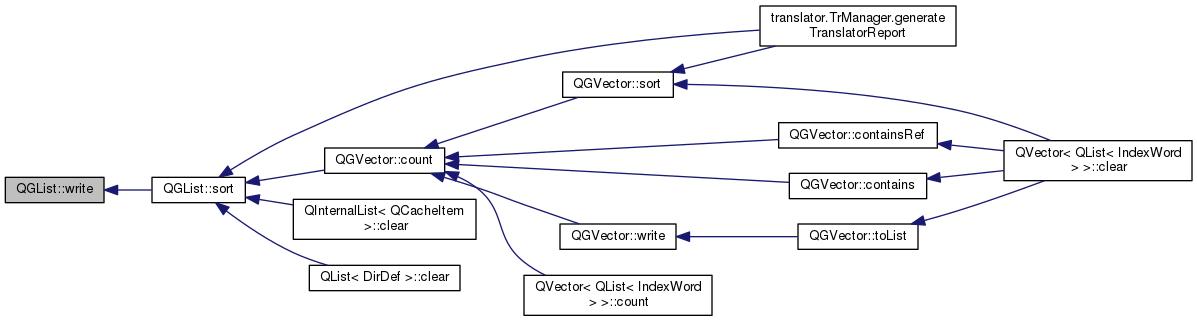 translator.TrManager.generate
TranslatorReport
QGVector::sort
QGVector::containsRef
QGVector::count
QVector< QList< IndexWord
> >::clear
QGList::write
QGList::sort
QGVector::contains
QInternalList< QCacheItem
>::clear
QGVector::write
QGVector::toList
QList< DirDef >::clear
QVector< QList< IndexWord
> >::count